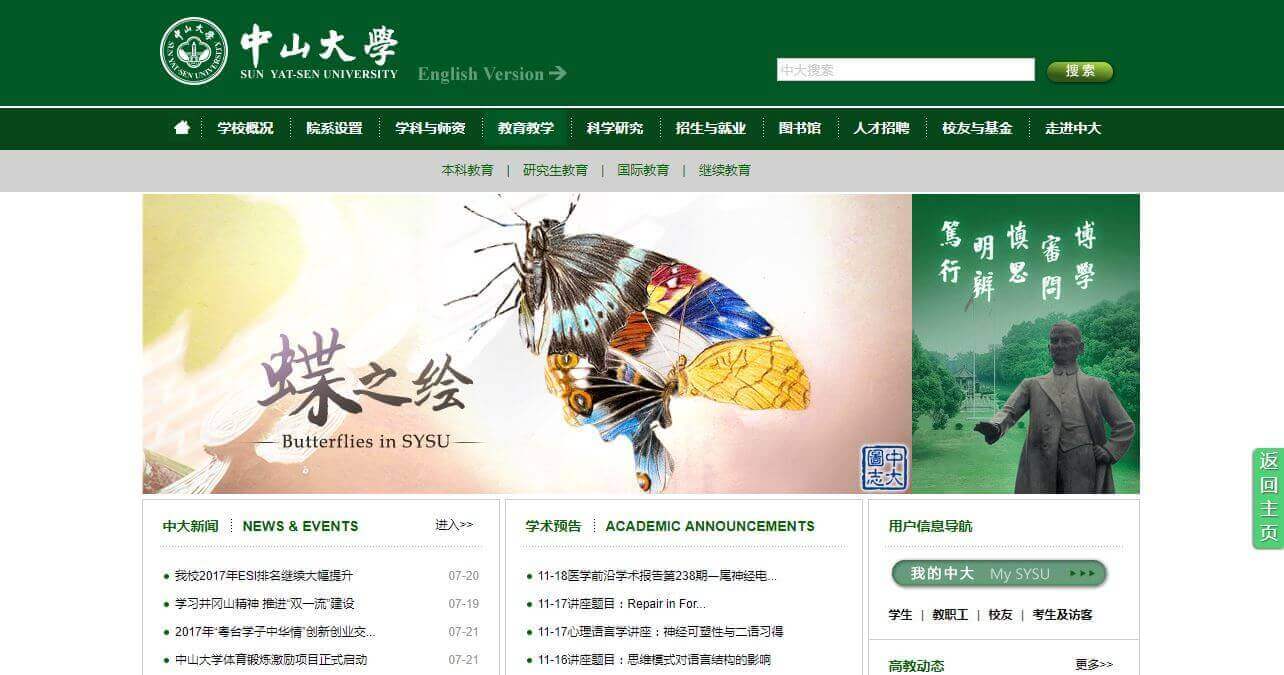 中山大學
SUN YAT-SEN UNIVERSITY
SUN YAT-SEN UNIVERSITY
English Version
中大搜索
搜 索
学校概况 院系设置 学科与师资 教育教学 科学研究 招生与就业 图书馆 人才招聘 校友与基金 走进中大
本科教育 | 研究生教育 | 国际教育 | 继续教育
蝶之绘
Butterflies in SYSU
中大圖志
博學
審問
慎思
明辨
篤行
返回主页
中大新闻 NEWS & EVENTS 进入>>
我校2017年ESI排名继续大幅提升 07-20
学习井冈山精神 推进“双一流”建设 07-19
2017年“粤台学子中华情”创新创业交... 07-21
中山大学体育锻炼激励项目正式启动 07-21
学术预告 ACADEMIC ANNOUNCEMENTS
11-18医学前沿学术报告第238期—尾神经电...
11-17讲座题目：Repair in For...
11-17心理语言学讲座：神经可塑性与二语习得
11-16讲座题目：思维模式对语言结构的影响
用户信息导航
我的中大 My SYSU
学生 | 教职工 | 校友 | 考生及访客
高教动态 更多>>